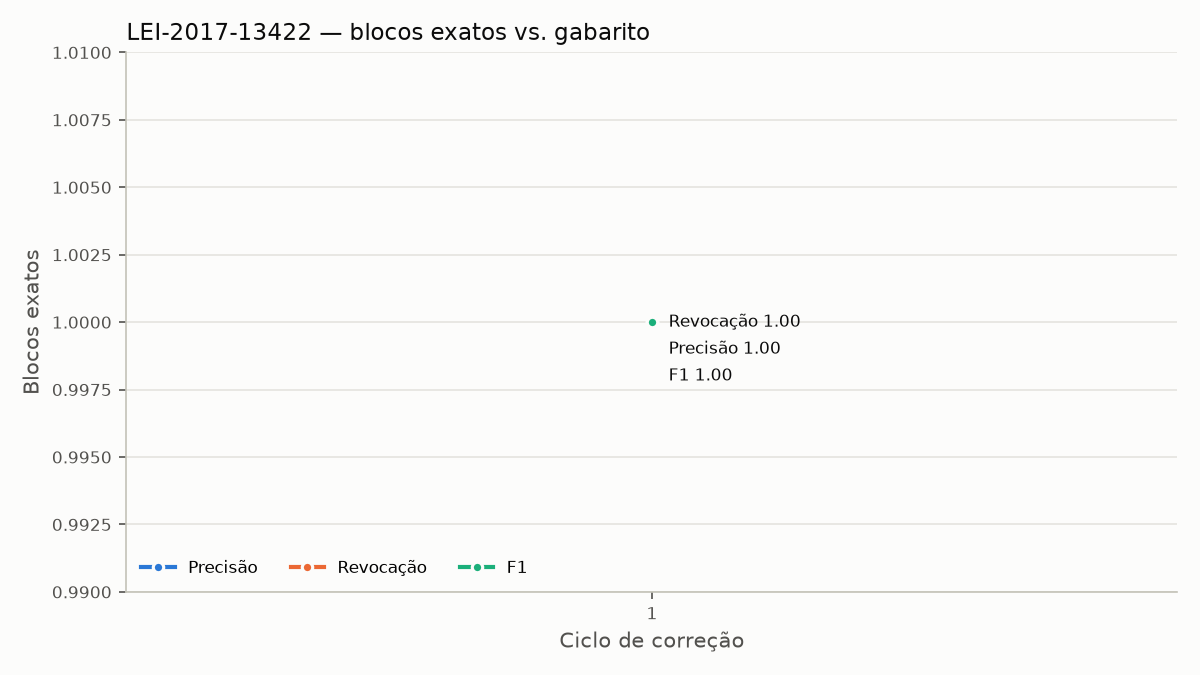 LEI-2017-13422 — blocos exatos vs. gabarito
1.0100
1.0075
1.0050
1.0025
1.0000
0.9975
0.9950
0.9925
0.9900
Blocos exatos
Revocação 1.00
Precisão 1.00
F1 1.00
Precisão
Revocação
F1
1
Ciclo de correção